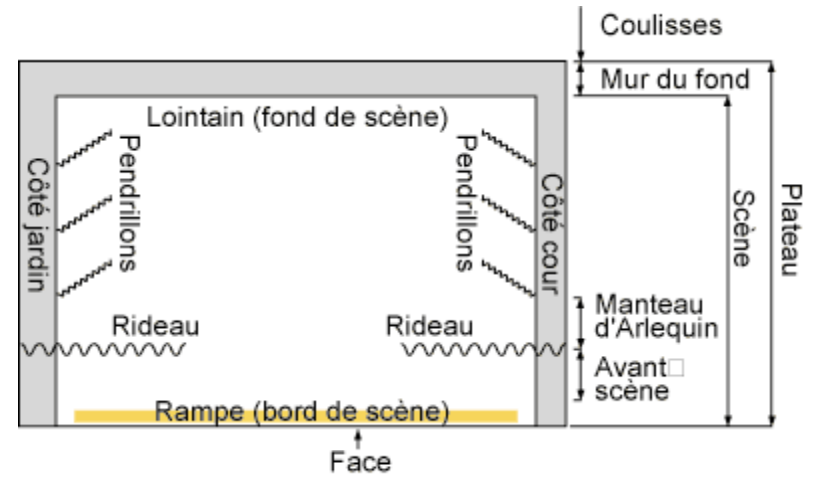 Coulisses
Mur du fond
Lointain (fond de scène)
Pendrillons
Pendrillons
Côté jardin
Côté cour
Scène
Plateau
Manteau
d'Arlequin
Rideau
Rideau
Avant□
scène
Rampe (bord de scène)
Face